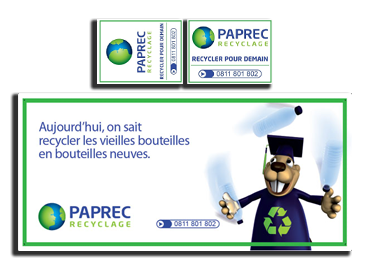 PAPREC
RECYCLAGE
RECYCLER POUR DEMAIN
0811 801 802
PAPREC
RECYCLAGE
RECYCLER POUR DEMAIN
0811 801 802
Aujourd'hui, on sait
recycler les vieilles bouteilles
en bouteilles neuves.
PAPREC
RECYCLAGE
0811 801 802